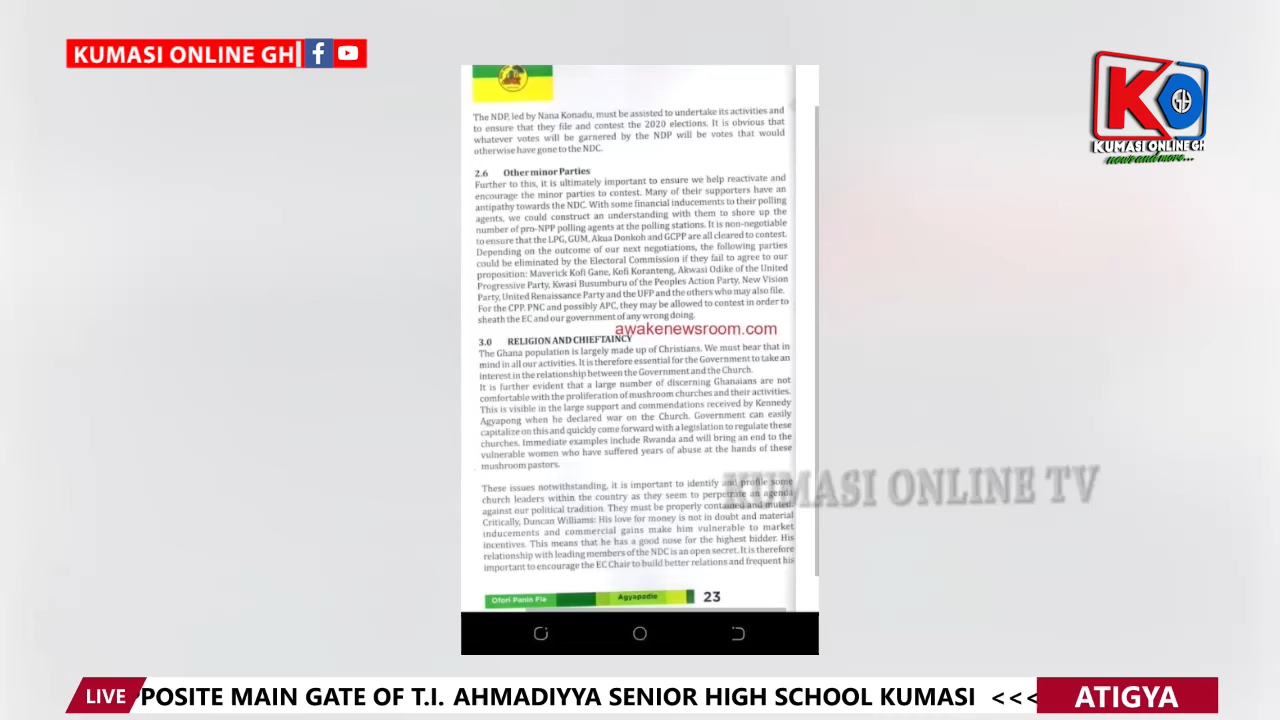 KUMASI ONLINE GH
KUMASI ONLINE GH
news and more...
The NDP, led by Nana Konadu, must be assisted to undertake its activities and
to ensure that they file and contest the 2020 elections. It is obvious that
whatever votes will be garnered by the NDP will be votes that would
otherwise have gone to the NDC.
2.6 Other minor Parties
Further to this, it is ultimately important to ensure we help reactivate and
encourage the minor parties to contest. Many of their supporters have an
antipathy towards the NDC. With some financial inducements to their polling
agents, we could construct an understanding with them to shore up the
number of pro-NPP polling agents at the polling stations. It is non-negotiable
to ensure that the LPG, GUM, Akua Donkoh and GCPP are all cleared to contest.
Depending on the outcome of our next negotiations, the following parties
could be eliminated by the Electoral Commission if they fail to agree to our
proposition: Maverick Kofi Gane, Kofi Koranteng, Akwasi Odike of the United
Progressive Party, Kwasi Busumburu of the Peoples Action Party, New Vision
Party, United Renaissance Party and the UFP and the others who may also file.
For the CPP, PNC and possibly APC, they may be allowed to contest in order to
sheath the EC and our government of any wrong doing.
awakenewsroom.com
3.0 RELIGION AND CHIEFTAINCY
The Ghana population is largely made up of Christians. We must bear that in
mind in all our activities. It is therefore essential for the Government to take an
interest in the relationship between the Government and the Church.
It is further evident that a large number of discerning Ghanaians are not
comfortable with the proliferation of mushroom churches and their activities.
This is visible in the large support and commendations received by Kennedy
Agyapong when he declared war on the Church. Government can easily
capitalize on this and quickly come forward with a legislation to regulate these
churches. Immediate examples include Rwanda and will bring an end to the
vulnerable women who have suffered years of abuse at the hands of these
mushroom pastors.
KUMASI ONLINE TV
These issues notwithstanding, it is important to identify and profile some
church leaders within the country as they seem to perpetrate an agenda
against our political tradition. They must be properly contained and muted.
Critically, Duncan Williams: His love for money is not in doubt and material
inducements and commercial gains make him vulnerable to market
incentives. This means that he has a good nose for the highest bidder. His
relationship with leading members of the NDC is an open secret. It is therefore
important to encourage the EC Chair to build better relations and frequent his
Ofori Panin Fie Agyapadie 23
LIVE PPOSITE MAIN GATE OF T.I. AHMADIYYA SENIOR HIGH SCHOOL KUMASI <<< ATIGYA